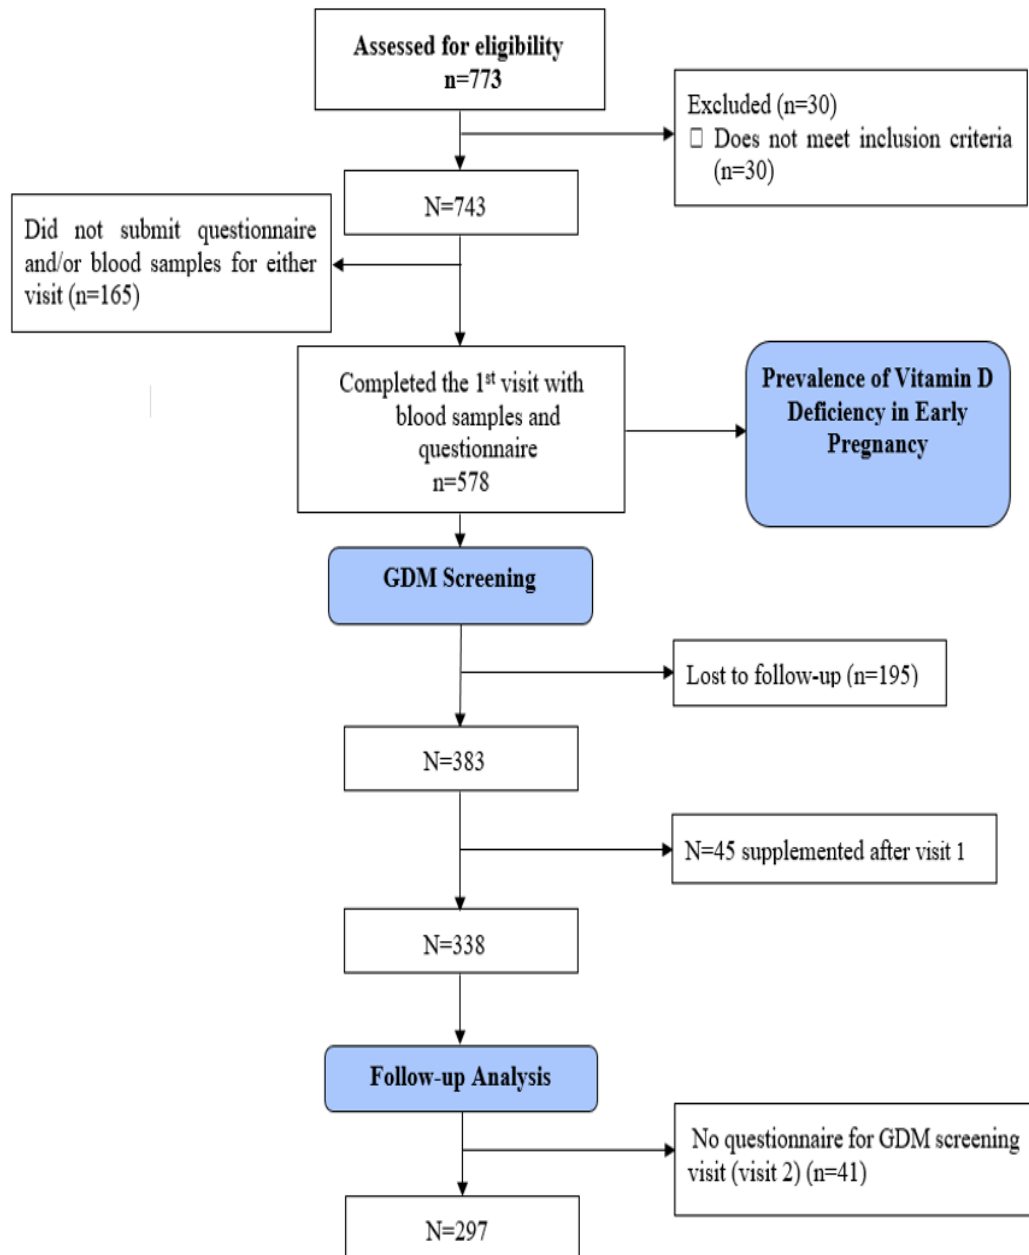 Assessed for eligibility
n=773
Excluded (n=30)
□ Does not meet inclusion criteria
(n=30)
N=743
Did not submit questionnaire
and/or blood samples for either
visit (n=165)
Completed the 1st visit with
blood samples and
questionnaire
n=578
Prevalence of Vitamin D
Deficiency in Early
Pregnancy
GDM Screening
Lost to follow-up (n=195)
N=383
N=45 supplemented after visit 1
N=338
Follow-up Analysis
No questionnaire for GDM screening
visit (visit 2) (n=41)
N=297